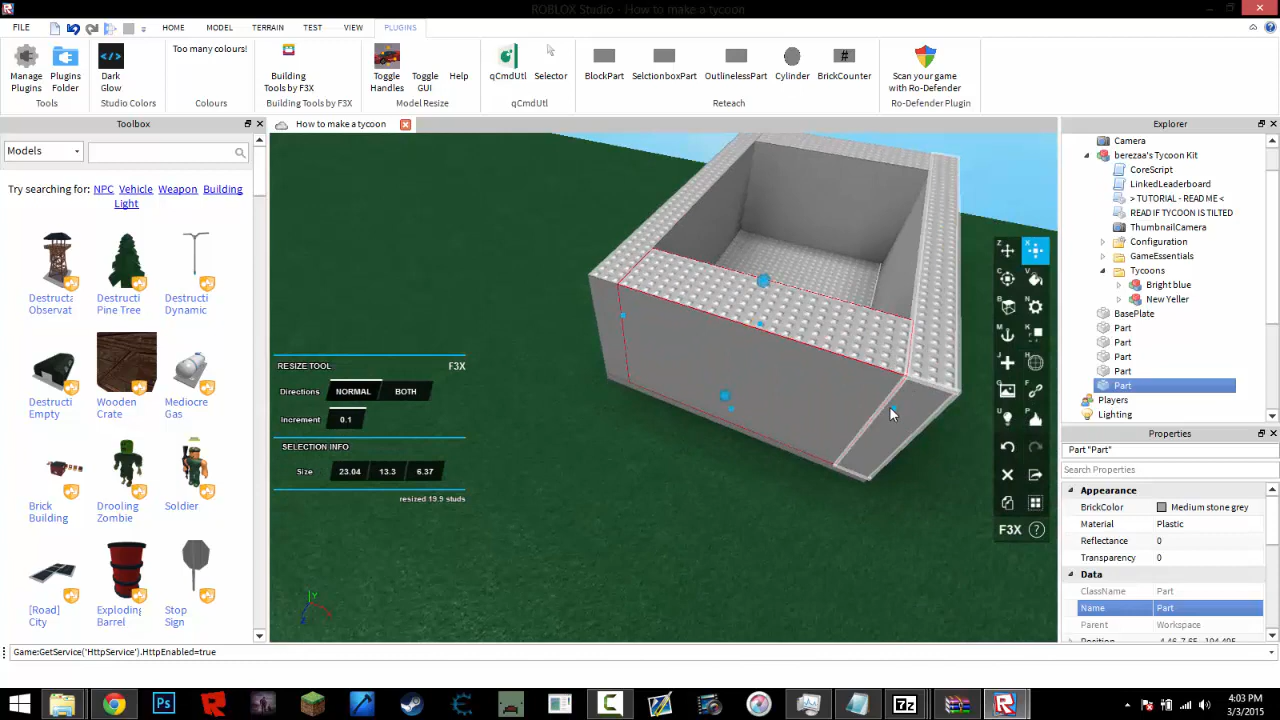 ROBLOX Studio - How to make a tycoon
FILE
HOME
MODEL
TERRAIN
TEST
VIEW
PLUGINS
Manage
Plugins
Plugins
Folder
Tools
Dark
Glow
Studio Colors
Too many colours!
Colours
Building
Tools by F3X
Building Tools by F3X
Toggle
Handles
Toggle
GUI
Help
Model Resize
qCmdUtl
Selector
qCmdUtl
BlockPart
SelctionboxPart
OutlinelessPart
Cylinder
#
BrickCounter
Reteach
Scan your game
with Ro-Defender
Ro-Defender Plugin
Toolbox
Models
Try searching for: NPC Vehicle Weapon Building
Light
Destructa
Observat
Destructi
Pine Tree
Destructi
Dynamic
Destructi
Empty
Wooden
Crate
Mediocre
Gas
Brick
Building
Drooling
Zombie
Soldier
[Road]
City
Exploding
Barrel
Stop
Sign
How to make a tycoon
RESIZE TOOL F3X
Directions NORMAL BOTH
Increment 0.1
SELECTION INFO
Size 23.04 13.3 6.37
resized 19.9 studs
F3X ?
Explorer
Camera
berezaa's Tycoon Kit
CoreScript
LinkedLeaderboard
> TUTORIAL - READ ME <
READ IF TYCOON IS TILTED
ThumbnailCamera
Configuration
GameEssentials
Tycoons
Bright blue
New Yeller
BasePlate
Part
Part
Part
Part
Part
Players
Lighting
Properties
Part "Part"
Search Properties
Appearance
BrickColor Medium stone grey
Material Plastic
Reflectance 0
Transparency 0
Data
ClassName Part
Name Part
Parent Workspace
Game:GetService('HttpService').HttpEnabled=true
Ps
7z
4:03 PM
3/3/2015